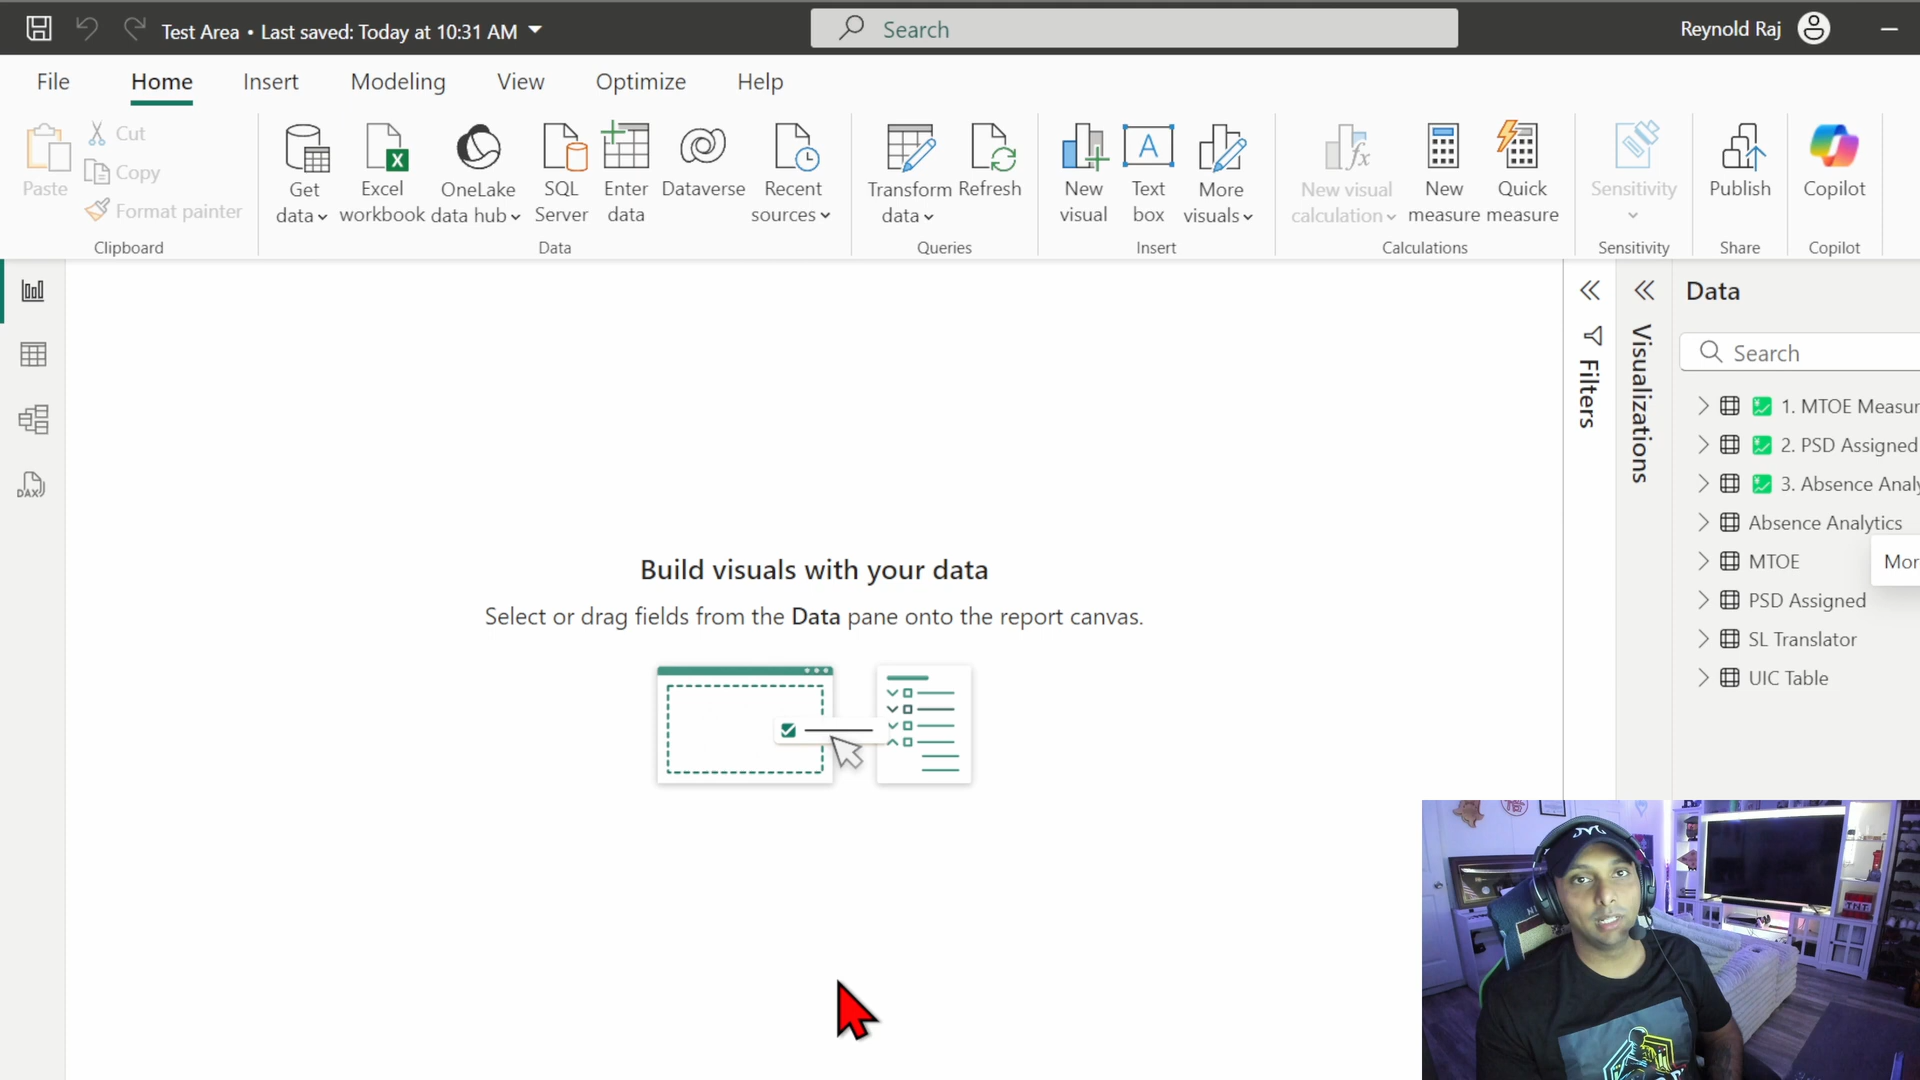 Test Area • Last saved: Today at 10:31 AM
Search
Reynold Raj
File
Home
Insert
Modeling
View
Optimize
Help
Paste
Cut
Copy
Format painter
Clipboard
Get
data
Excel
workbook
OneLake
data hub
SQL
Server
Enter
data
Dataverse
Recent
sources
Data
Transform
data
Refresh
Queries
New
visual
Text
box
More
visuals
Insert
New visual
calculation
New
measure
Quick
measure
Calculations
Sensitivity
Sensitivity
Publish
Share
Copilot
Copilot
DAX
Build visuals with your data
Select or drag fields from the Data pane onto the report canvas.
Filters
Visualizations
Data
Search
1. MTOE Measur
2. PSD Assigned
3. Absence Analy
Absence Analytics
MTOE
Mor
PSD Assigned
SL Translator
UIC Table
TNT